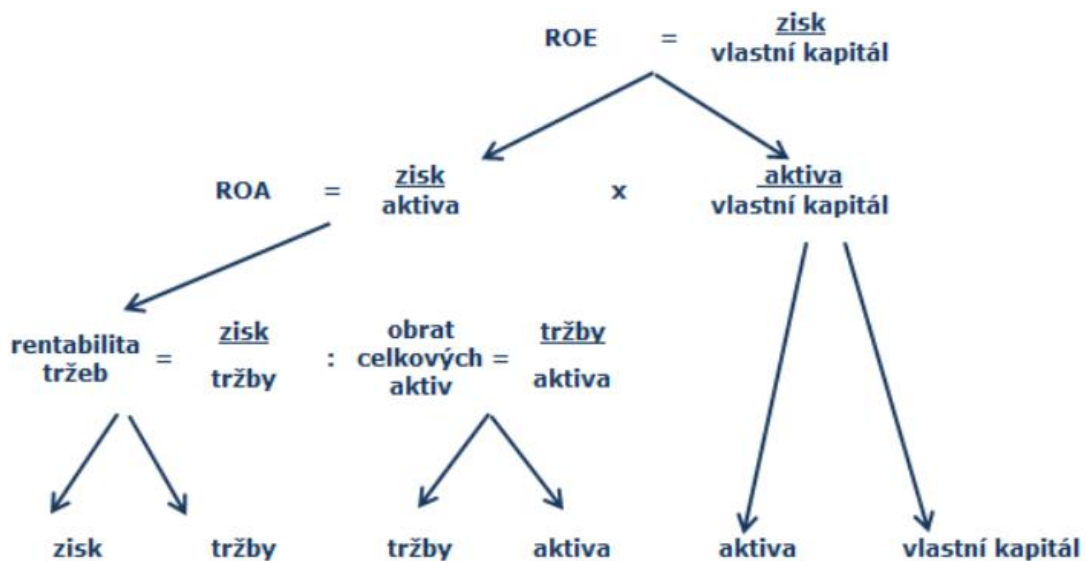 ROE = zisk
vlastní kapitál
ROA = zisk x aktiva
aktiva vlastní kapitál
rentabilita = zisk : obrat tržby
tržeb tržby celkových = aktiva
aktiv
zisk tržby tržby aktiva aktiva vlastní kapitál